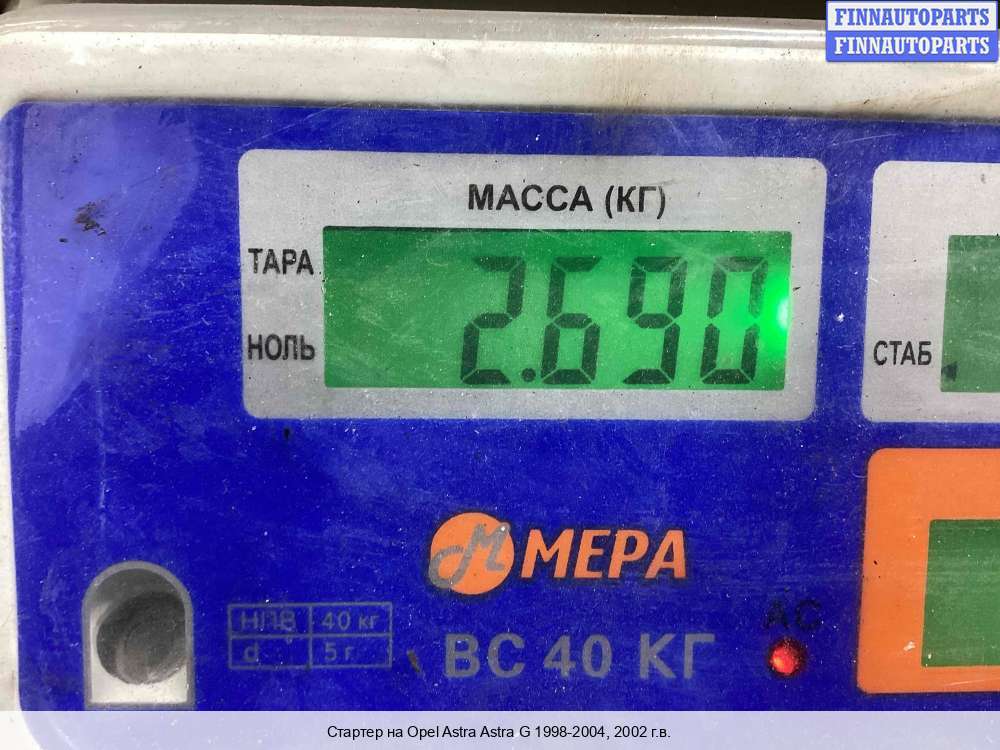 FINNAUTOPARTS
FINNAUTOPARTS
МАССА (КГ)
ТАРА
2.690
НОЛЬ
СТАБ
М МЕРА
НПВ 40 кг
d 5 г
ВС 40 КГ
AC
Стартер на Opel Astra Astra G 1998-2004, 2002 г.в.